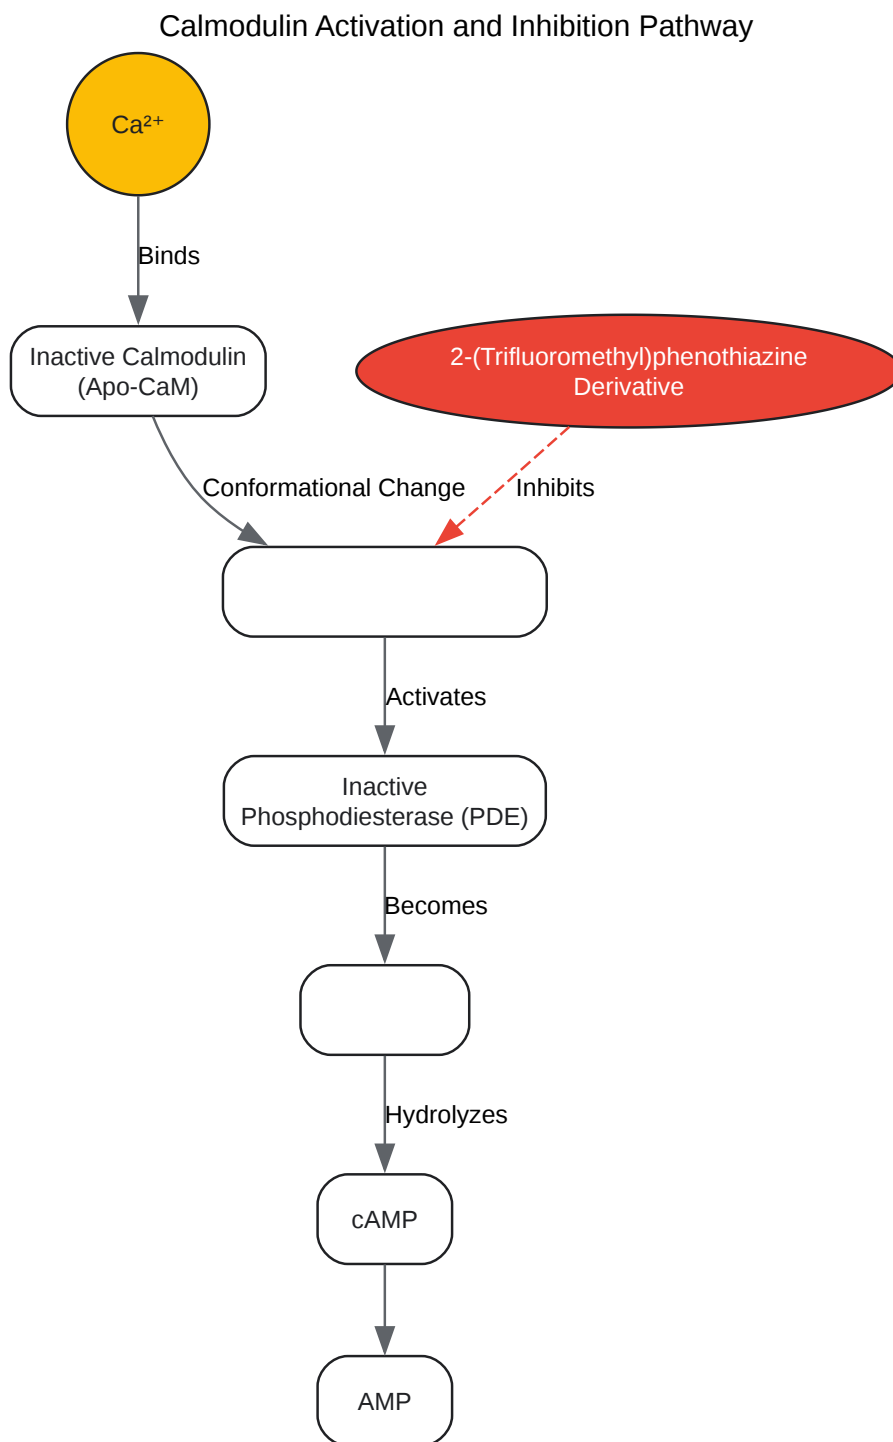 Calmodulin Activation and Inhibition Pathway
Ca²⁺
Binds
Inactive Calmodulin
(Apo-CaM)
2-(Trifluoromethyl)phenothiazine
Derivative
Conformational Change
Inhibits
Activates
Inactive
Phosphodiesterase (PDE)
Becomes
Hydrolyzes
cAMP
AMP